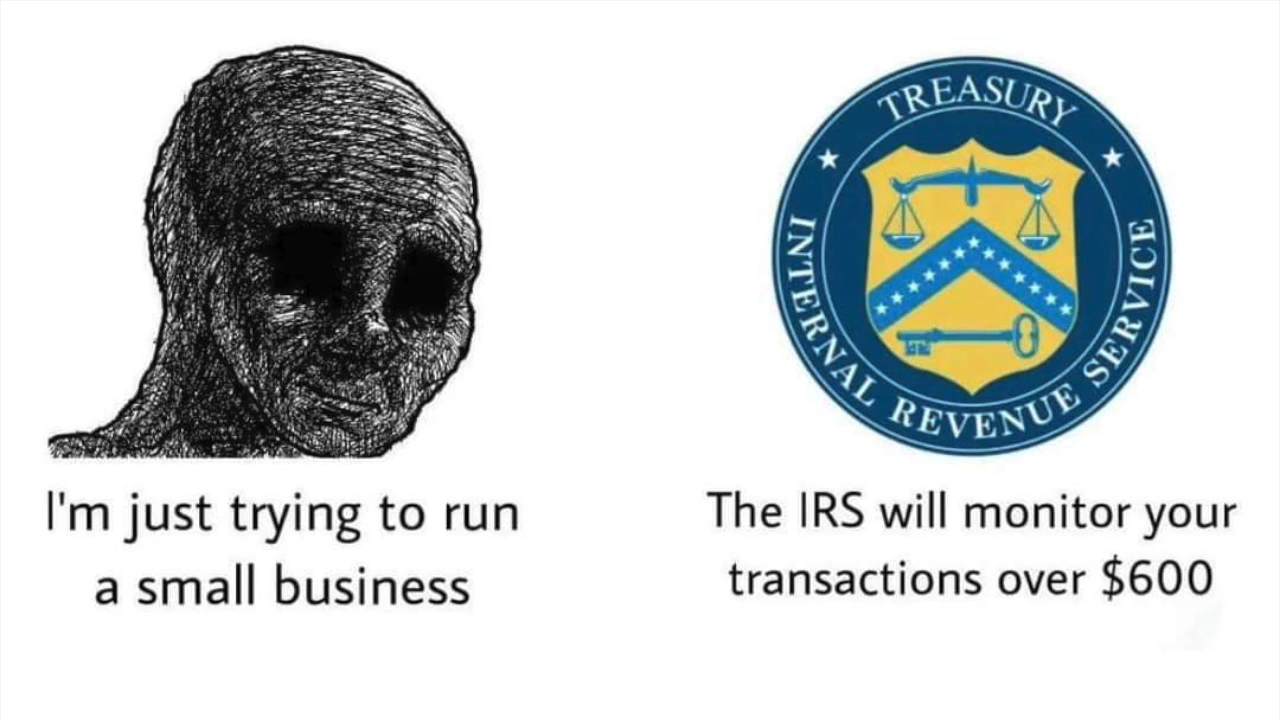 TREASURY
INTERNAL REVENUE SERVICE
I'm just trying to run
a small business
The IRS will monitor your
transactions over $600